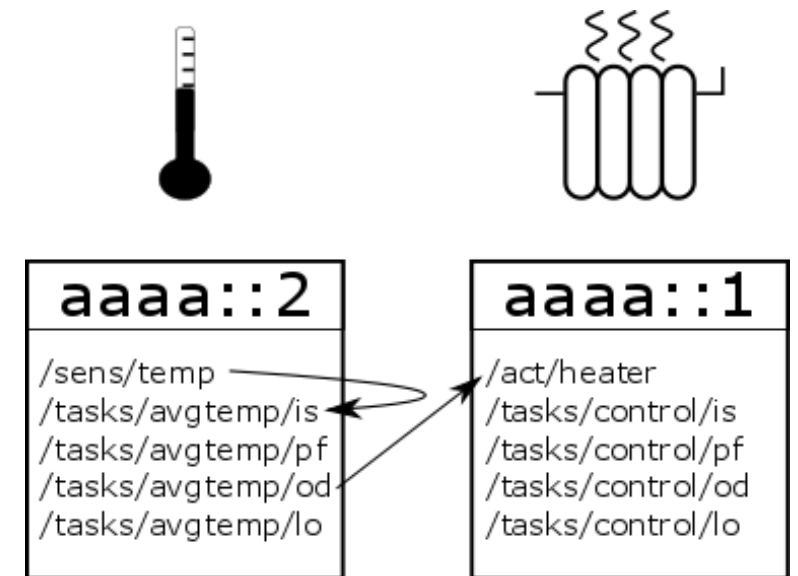 aaaa::2
/sens/temp
/tasks/avgtemp/is
/tasks/avgtemp/pf
/tasks/avgtemp/od
/tasks/avgtemp/lo
aaaa::1
/act/heater
/tasks/control/is
/tasks/control/pf
/tasks/control/od
/tasks/control/lo